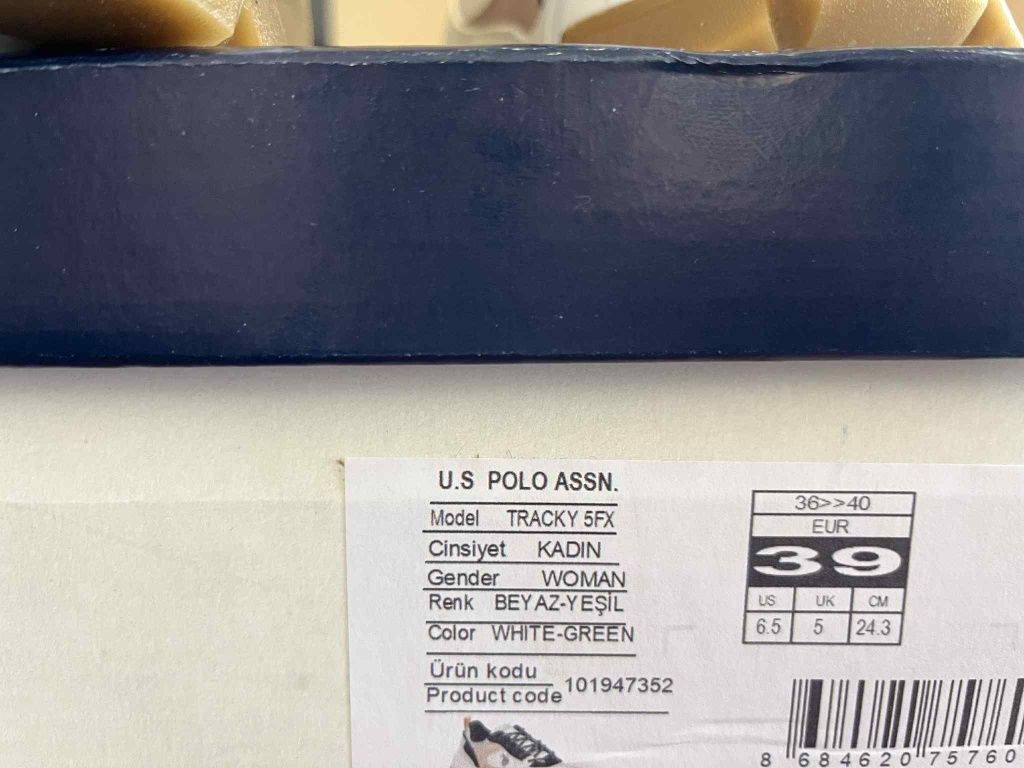 U.S POLO ASSN.
Model TRACKY 5FX
Cinsiyet KADIN
Gender WOMAN
Renk BEYAZ-YEŞİL
Color WHITE-GREEN
Ürün kodu
Product code 101947352
36>>40
EUR
39
US UK CM
6.5 5 24.3
8 684620 75760